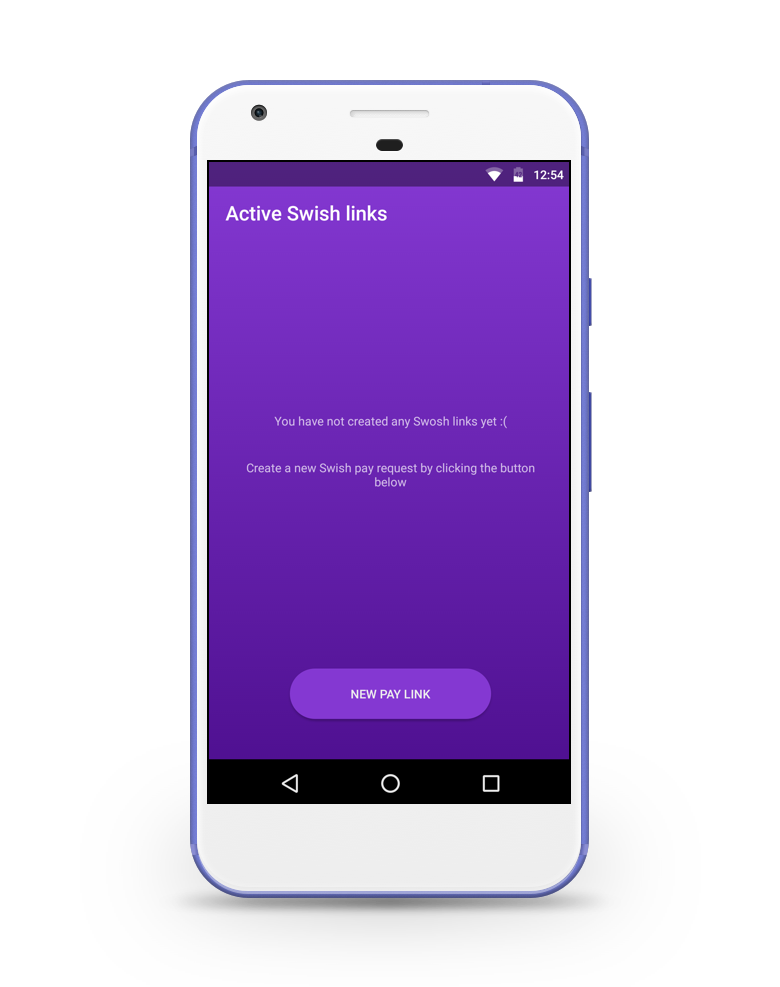 12:54
Active Swish links
You have not created any Swosh links yet :(
Create a new Swish pay request by clicking the button
below
NEW PAY LINK